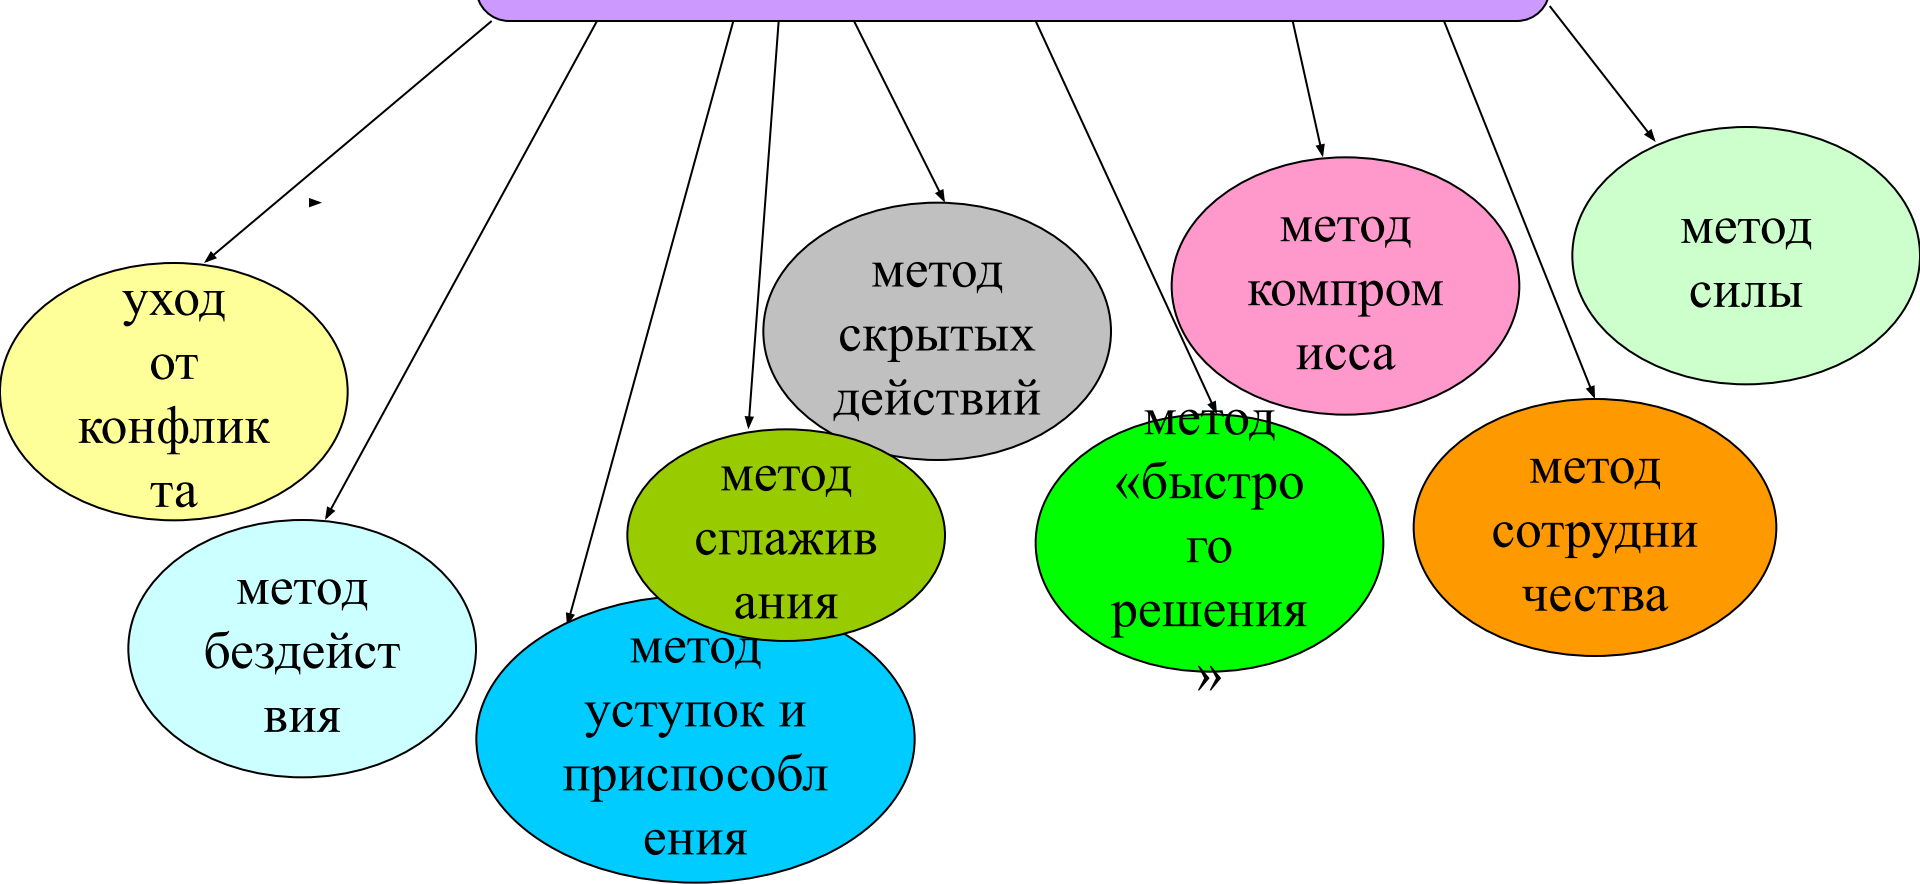 уход
от
конфлик
та
метод
бездейст
вия
метод
уступок и
приспособл
ения
метод
сглажив
ания
метод
скрытых
действий
метод
«быстро
го
решения
»
метод
компром
исса
метод
сотрудни
чества
метод
силы